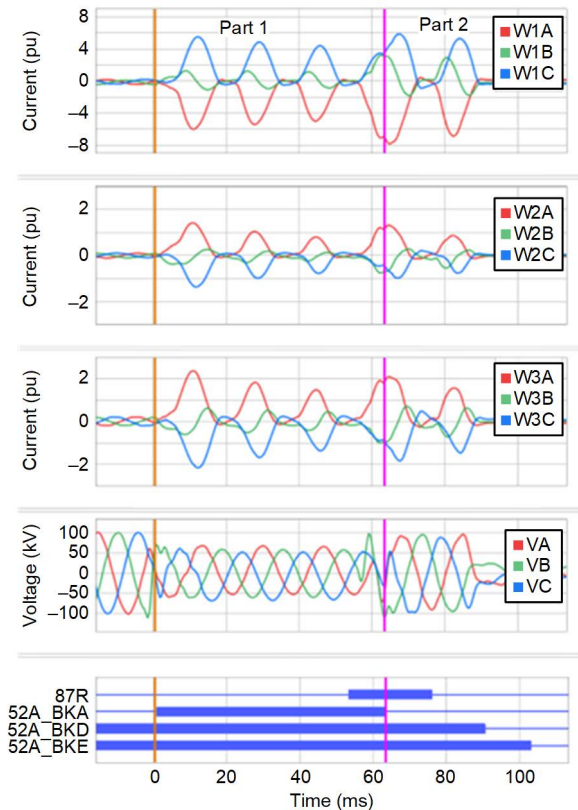 8
4
0
−4
−8
Current (pu)
Part 1
Part 2
W1A
W1B
W1C
2
0
−2
Current (pu)
W2A
W2B
W2C
2
0
−2
Current (pu)
W3A
W3B
W3C
100
50
0
−50
−100
Voltage (kV)
VA
VB
VC
87R
52A_BKA
52A_BKD
52A_BKE
0 20 40 60 80 100
Time (ms)